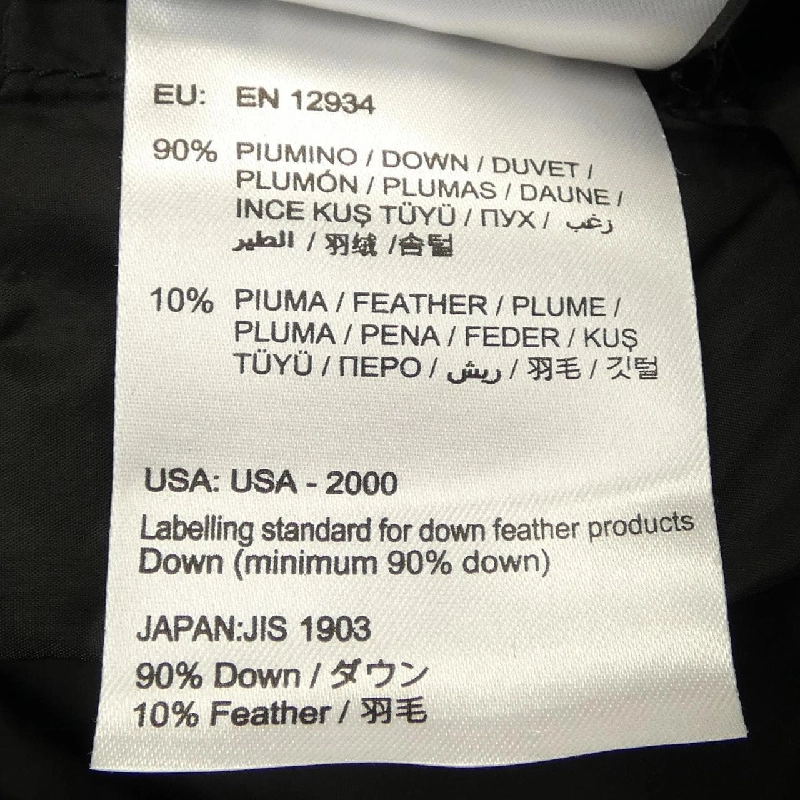 EU: EN 12934
90% PIUMINO / DOWN / DUVET /
PLUMÓN / PLUMAS / DAUNE /
INCE KUŞ TÜYÜ / ПУХ / زغب
الطير / 羽绒 /솜털
10% PIUMA / FEATHER / PLUME /
PLUMA / PENA / FEDER / KUŞ
TÜYÜ / ПЕРО / ريش / 羽毛 / 깃털
USA: USA - 2000
Labelling standard for down feather products
Down (minimum 90% down)
JAPAN:JIS 1903
90% Down / ダウン
10% Feather / 羽毛